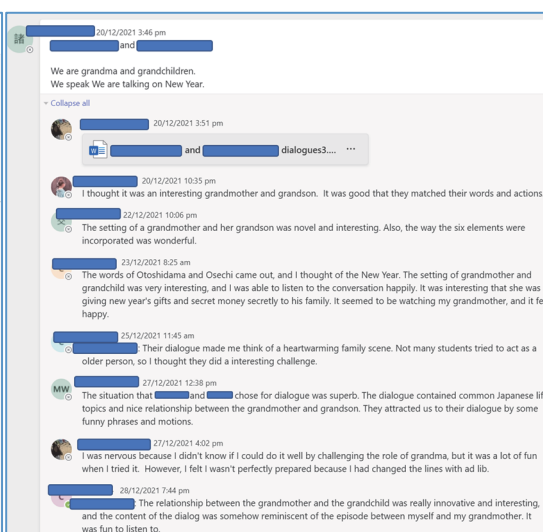 諸
20/12/2021 3:46 pm
and
We are grandma and grandchildren.
We speak We are talking on New Year.
Collapse all
20/12/2021 3:51 pm
and dialogues3.... ...
20/12/2021 10:35 pm
I thought it was an interesting grandmother and grandson. It was good that they matched their words and actions
22/12/2021 10:06 pm
The setting of a grandmother and her grandson was novel and interesting. Also, the way the six elements were
incorporated was wonderful.
23/12/2021 8:25 am
The words of Otoshidama and Osechi came out, and I thought of the New Year. The setting of grandmother and
grandchild was very interesting, and I was able to listen to the conversation happily. It was interesting that she was
giving new year's gifts and secret money secretly to his family. It seemed to be watching my grandmother, and it fe
happy.
25/12/2021 11:45 am
: Their dialogue made me think of a heartwarming family scene. Not many students tried to act as a
older person, so I thought they did a interesting challenge.
MW
27/12/2021 12:38 pm
The situation that and chose for dialogue was superb. The dialogue contained common Japanese lif
topics and nice relationship between the grandmother and grandson. They attracted us to their dialogue by some
funny phrases and motions.
27/12/2021 4:02 pm
I was nervous because I didn't know if I could do it well by challenging the role of grandma, but it was a lot of fun
when I tried it. However, I felt I wasn't perfectly prepared because I had changed the lines with ad lib.
28/12/2021 7:44 pm
: The relationship between the grandmother and the grandchild was really innovative and interesting,
and the content of the dialog was somehow reminiscent of the episode between myself and my grandmother. It
was fun to listen to.